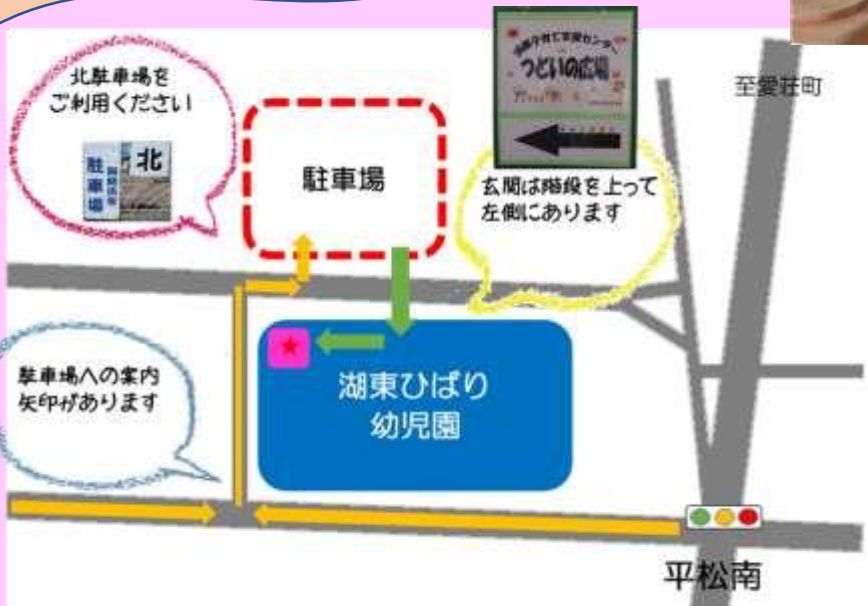 北駐車場を
ご利用ください
北
駐車場
駐車場
つどいの広場
玄関は階段を上って
左側にあります
至愛荘町
駐車場への案内
矢印があります
湖東ひばり
幼児園
平松南